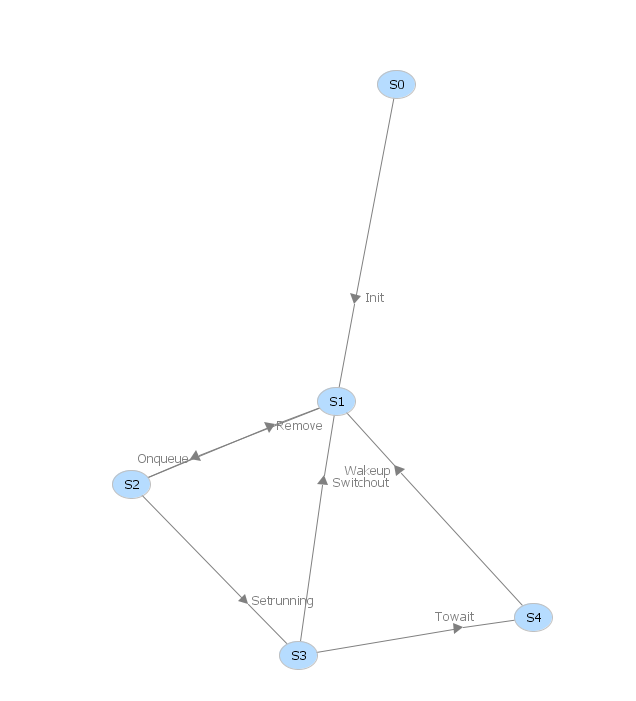 S0
Init
S1
Remove
Onqueue
Wakeup
Switchout
S2
Setrunning
Towait
S4
S3